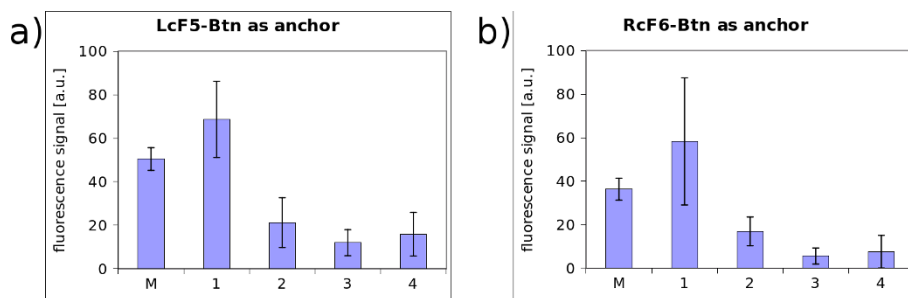 a)
LcF5-Btn as anchor
fluorescence signal [a.u.]
100
80
60
40
20
0
M 1 2 3 4
b)
RcF6-Btn as anchor
fluorescence signal [a.u.]
100
80
60
40
20
0
M 1 2 3 4